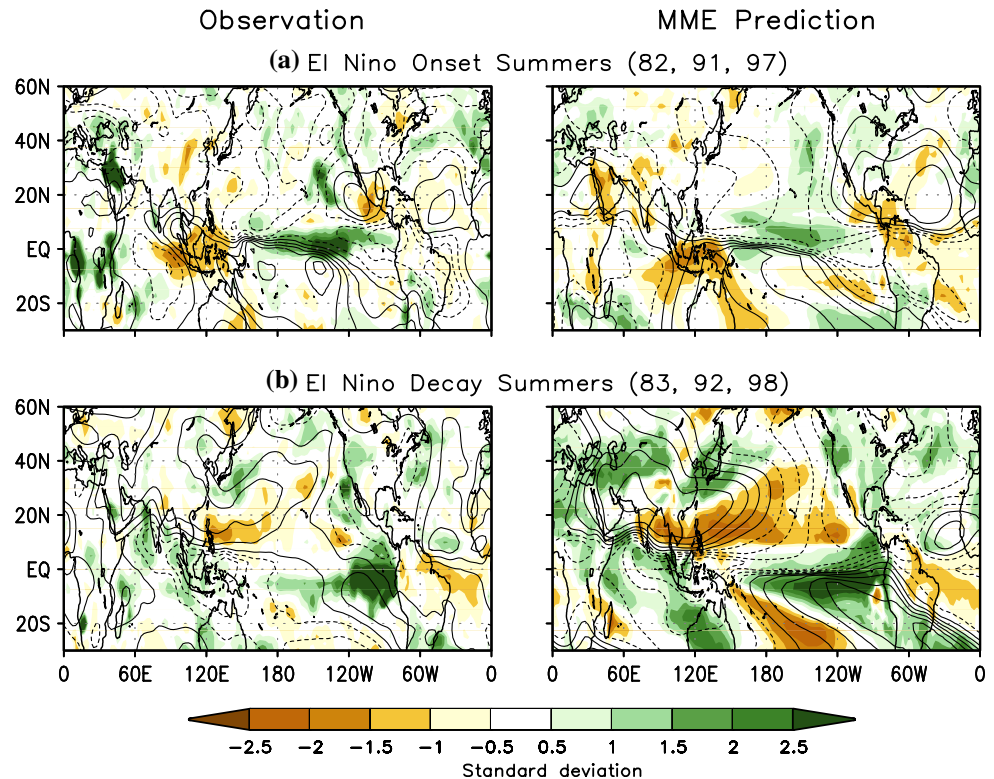 Observation MME Prediction
(a) El Nino Onset Summers (82, 91, 97)
60N
40N
20N
EQ
20S
(b) El Nino Decay Summers (83, 92, 98)
60N
40N
20N
EQ
20S
0 60E 120E 180 120W 60W 0 0 60E 120E 180 120W 60W 0
-2.5 -2 -1.5 -1 -0.5 0.5 1 1.5 2 2.5
Standard deviation